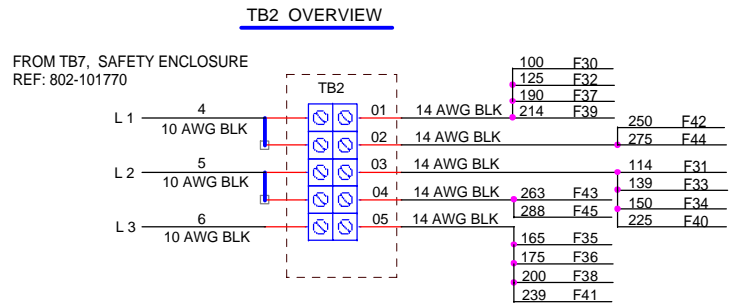 TB2 OVERVIEW
FROM TB7, SAFETY ENCLOSURE
REF: 802-101770
TB2
L 1
4
10 AWG BLK
L 2
5
10 AWG BLK
L 3
6
10 AWG BLK
01 14 AWG BLK
02 14 AWG BLK
03 14 AWG BLK
04 14 AWG BLK
05 14 AWG BLK
100 F30
125 F32
190 F37
214 F39
250 F42
275 F44
114 F31
139 F33
150 F34
225 F40
263 F43
288 F45
165 F35
175 F36
200 F38
239 F41